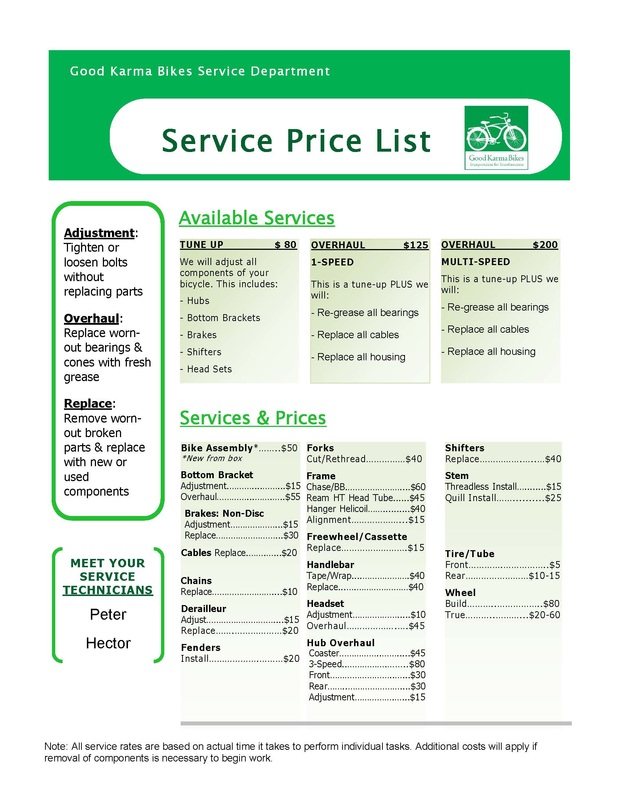 Good Karma Bikes Service Department
Service Price List
Good Karma Bikes
Adjustment:
Tighten or
loosen bolts
without
replacing parts
Overhaul:
Replace worn-
out bearings &
cones with fresh
grease
Replace:
Remove worn-
out broken
parts & replace
with new or
used
components
MEET YOUR
SERVICE
TECHNICIANS
Peter
Hector
Available Services
TUNE UP $ 80
We will adjust all
components of your
bicycle. This includes:
- Hubs
- Bottom Brackets
- Brakes
- Shifters
- Head Sets
OVERHAUL $125
1-SPEED
This is a tune-up PLUS we
will:
- Re-grease all bearings
- Replace all cables
- Replace all housing
OVERHAUL $200
MULTI-SPEED
This is a tune-up PLUS we
will:
- Re-grease all bearings
- Replace all cables
- Replace all housing
Services & Prices
Bike Assembly*........$50
*New from box
Bottom Bracket
Adjustment....................$15
Overhaul........................$55
Brakes: Non-Disc
Adjustment..................$15
Replace........................$30
Cables Replace............$20
Chains
Replace........................$10
Derailleur
Adjust...........................$15
Replace........................$20
Fenders
Install...........................$20
Forks
Cut/Rethread..............$40
Frame
Chase/BB......................$60
Ream HT Head Tube......$45
Hanger Helicoil..............$40
Alignment......................$15
Freewheel/Cassette
Replace.........................$15
Handlebar
Tape/Wrap....................$40
Replace.........................$40
Headset
Adjustment....................$10
Overhaul.......................$45
Hub Overhaul
Coaster.........................$45
3-Speed........................$80
Front............................$30
Rear.............................$30
Adjustment...................$15
Shifters
Replace.........................$40
Stem
Threadless Install..........$15
Quill Install....................$25
Tire/Tube
Front............................$5
Rear.......................$10-15
Wheel
Build............................$80
True.......................$20-60
Note: All service rates are based on actual time it takes to perform individual tasks. Additional costs will apply if
removal of components is necessary to begin work.